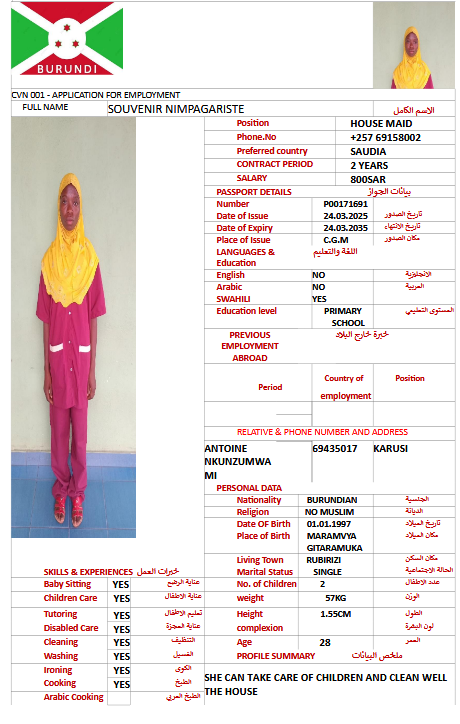 BURUNDI
CVN 001 - APPLICATION FOR EMPLOYMENT
FULL NAME SOUVENIR NIMPAGARISTE الاسم الكامل
Position HOUSE MAID
Phone.No +257 69158002
Preferred country SAUDIA
CONTRACT PERIOD 2 YEARS
SALARY 800SAR
PASSPORT DETAILS بيانات الجواز
Number P00171691
Date of Issue 24.03.2025 تاريخ الصدور
Date of Expiry 24.03.2035 تاريخ الانتهاء
Place of Issue C.G.M مكان الصدور
LANGUAGES & اللغة والتعليم
Education
English NO الانجليزية
Arabic NO العربية
SWAHILI YES
Education level PRIMARY المستوى التعليمي
SCHOOL
PREVIOUS خبرة خارج البلاد
EMPLOYMENT
ABROAD
Period Country of employment Position
RELATIVE & PHONE NUMBER AND ADDRESS
ANTOINE 69435017 KARUSI
NKUNZUMWA
MI
PERSONAL DATA
Nationality BURUNDIAN الجنسية
Religion NO MUSLIM الديانة
Date OF Birth 01.01.1997 تاريخ الميلاد
Place of Birth MARAMVYA مكان الميلاد
GITARAMUKA
Living Town RUBIRIZI مكان السكن
Marital Status SINGLE الحالة الاجتماعية
No. of Children 2 عدد الاطفال
weight 57KG الوزن
Height 1.55CM الطول
complexion لون البشرة
Age 28 العمر
PROFILE SUMMARY ملخص البيانات
SHE CAN TAKE CARE OF CHILDREN AND CLEAN WELL
THE HOUSE
SKILLS & EXPERIENCES خبرات العمل
Baby Sitting YES عناية الرضع
Children Care YES عناية الاطفال
Tutoring YES تعليم الاطفال
Disabled Care YES عناية العجزة
Cleaning YES التنظيف
Washing YES الغسيل
Ironing YES الكوى
Cooking YES الطبخ
Arabic Cooking الطبخ العربي